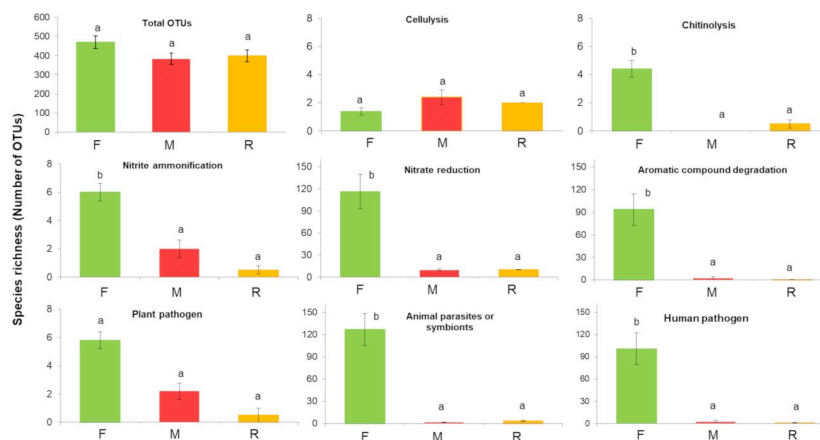 Species richness (Number of OTUs)
Total OTUs
600
500
400
300
200
100
0
a
a
a
F
M
R
Cellulysis
8
6
4
2
0
a
a
a
F
M
R
Chitinolysis
8
6
4
2
0
b
a
a
F
M
R
Nitrite ammonification
8
6
4
2
0
b
a
a
F
M
R
Nitrate reduction
150
120
90
60
30
0
b
a
a
F
M
R
Aromatic compound degradation
150
120
90
60
30
0
b
a
a
F
M
R
Plant pathogen
8
6
4
2
0
a
a
a
F
M
R
Animal parasites or
symbionts
150
120
90
60
30
0
b
a
a
F
M
R
Human pathogen
150
120
90
60
30
0
b
a
a
F
M
R